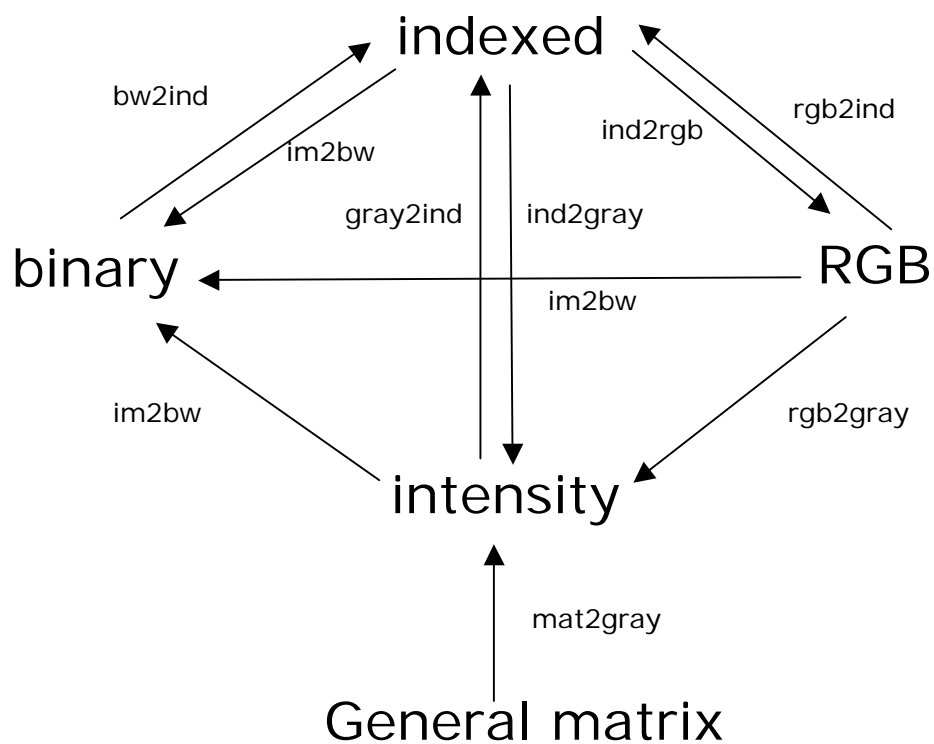 indexed
bw2ind
rgb2ind
ind2rgb
im2bw
gray2ind
ind2gray
binary
RGB
im2bw
im2bw
rgb2gray
intensity
mat2gray
General matrix